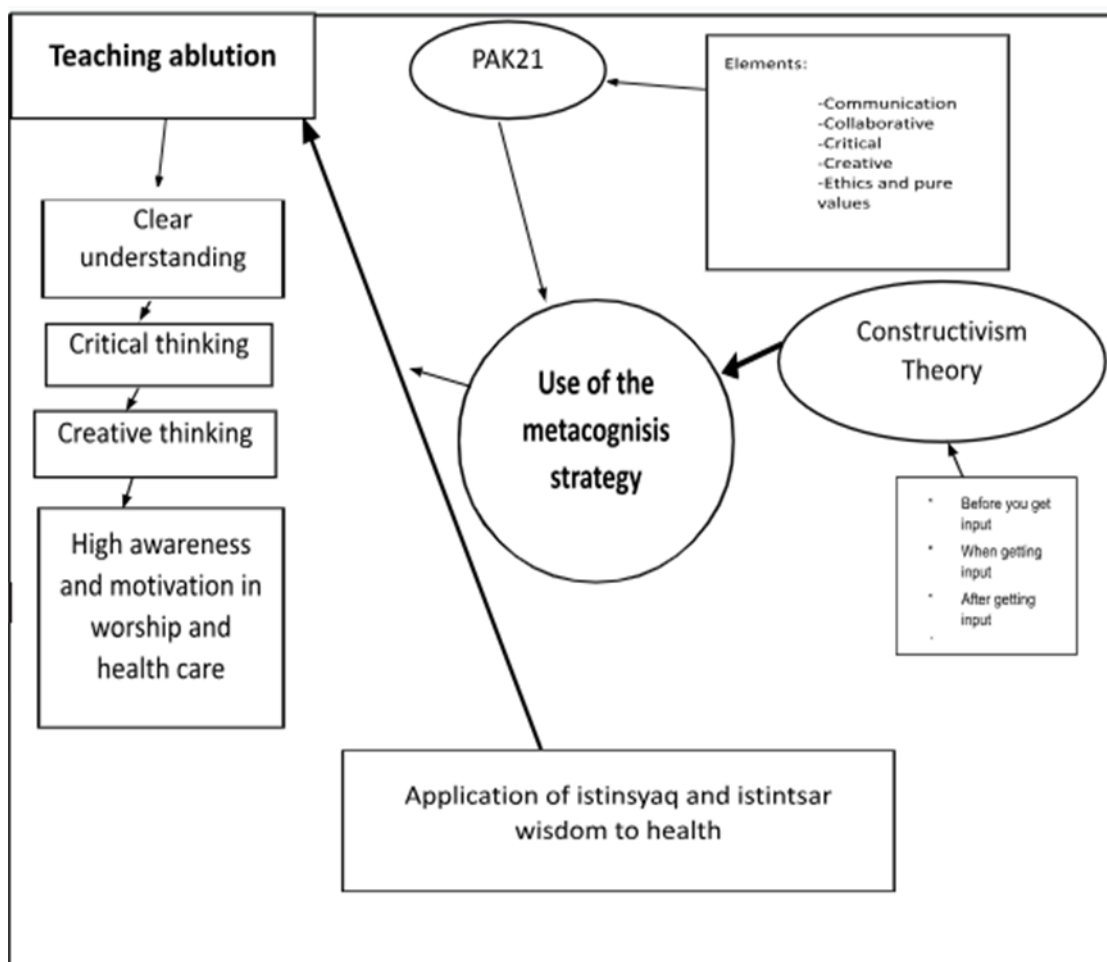 Teaching ablution
PAK21
Elements:
-Communication
-Collaborative
-Critical
-Creative
-Ethics and pure
values
Clear
understanding
Critical thinking
Creative thinking
High awareness
and motivation in
worship and
health care
Use of the
metacognisis
strategy
Constructivism
Theory
• Before you get
input
• When getting
input
• After getting
input
•
Application of istinsyaq and istintsar
wisdom to health